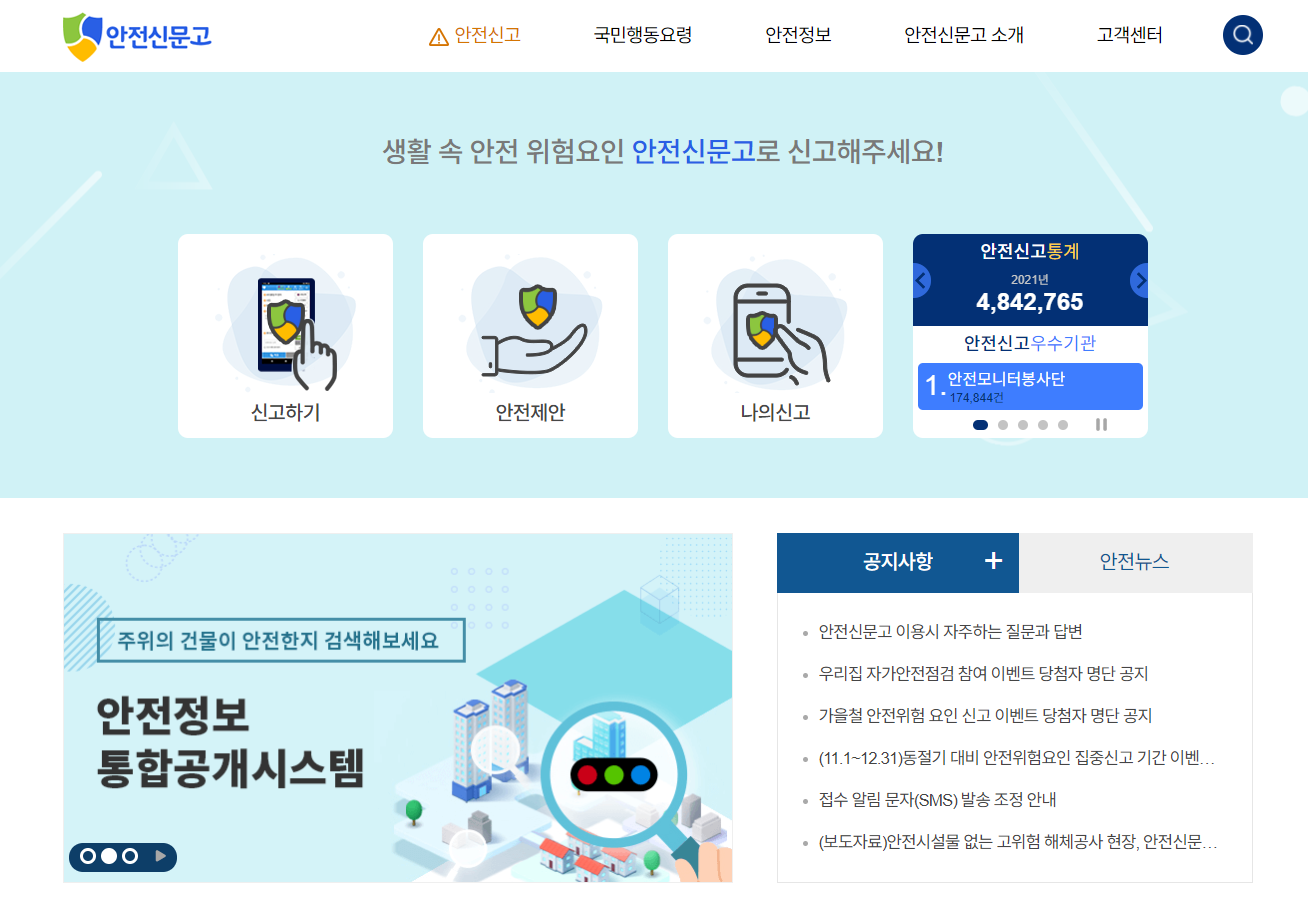 안전신문고
안전신고
국민행동요령
안전정보
안전신문고 소개
고객센터
생활 속 안전 위험요인 안전신문고로 신고해주세요!
신고하기
안전제안
나의신고
안전신고통계
2021년
4,842,765
안전신고우수기관
1. 안전모니터봉사단
174,844건
주위의 건물이 안전한지 검색해보세요
안전정보
통합공개시스템
공지사항 +
안전뉴스
안전신문고 이용시 자주하는 질문과 답변
우리집 자가안전점검 참여 이벤트 당첨자 명단 공지
가을철 안전위험 요인 신고 이벤트 당첨자 명단 공지
(11.1~12.31)동절기 대비 안전위험요인 집중신고 기간 이벤…
접수 알림 문자(SMS) 발송 조정 안내
(보도자료)안전시설물 없는 고위험 해체공사 현장, 안전신문…